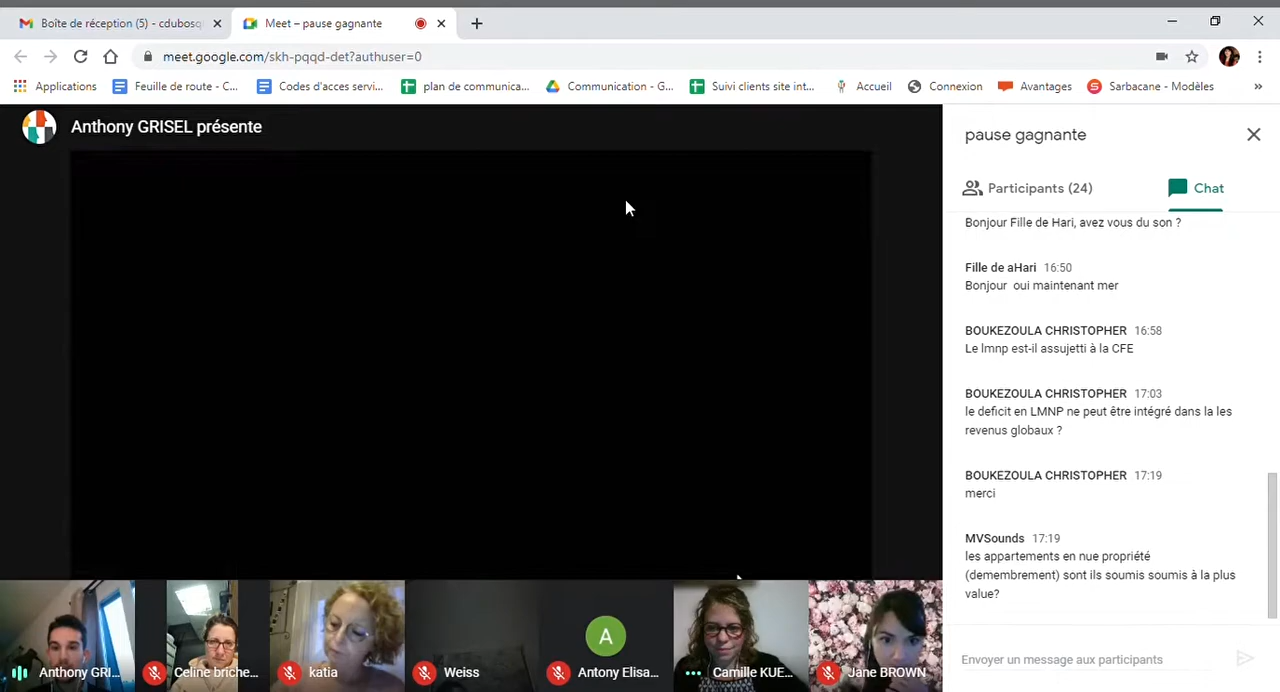 Boîte de réception (5) - cdubosq
Meet – pause gagnante
meet.google.com/skh-pqqd-det?authuser=0
Applications
Feuille de route - C...
Codes d'acces servi...
plan de communica...
Communication - G...
Suivi clients site int...
Accueil
Connexion
Avantages
S
Sarbacane - Modèles
»
Anthony GRISEL présente
pause gagnante
Participants (24)
Chat
Bonjour Fille de Hari, avez vous du son ?
Fille de aHari 16:50
Bonjour oui maintenant mer
BOUKEZOULA CHRISTOPHER 16:58
Le lmnp est-il assujetti à la CFE
BOUKEZOULA CHRISTOPHER 17:03
le deficit en LMNP ne peut être intégré dans la les
revenus globaux ?
BOUKEZOULA CHRISTOPHER 17:19
merci
MVSounds 17:19
les appartements en nue propriété
(demembrement) sont ils soumis soumis à la plus
value?
Envoyer un message aux participants
Anthony GRI...
Celine briche...
katia
Weiss
A
Antony Elisa...
Camille KUE...
Jane BROWN